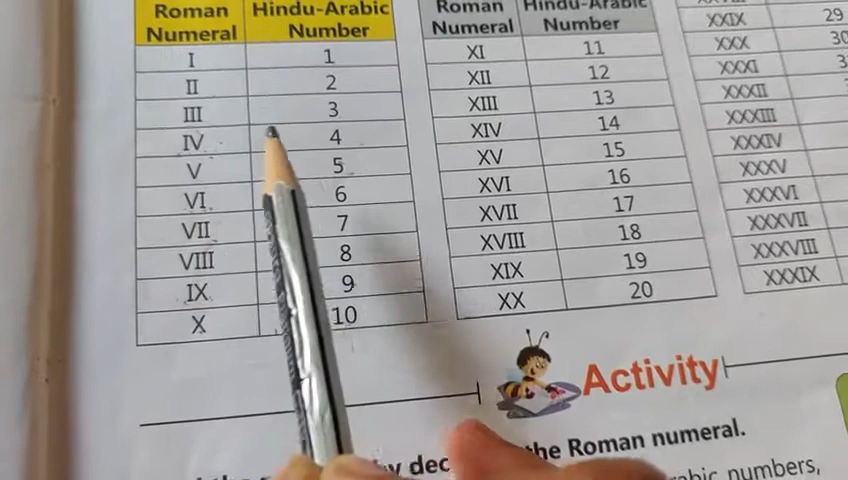 Roman Hindu-Arabic
Numeral Number
I 1
II 2
III 3
IV 4
V 5
VI 6
VII 7
VIII 8
IX 9
X 10
Roman Hindu-Arabic
Numeral Number
XI 11
XII 12
XIII 13
XIV 14
XV 15
XVI 16
XVII 17
XVIII 18
XIX 19
XX 20
XXIX 29
XXX 30
XXXI
XXXII
XXXIII
XXXIV
XXXV
XXXVI
XXXVII
XXXVIII
XXXIX
Activity
the Roman numeral.
numbers,